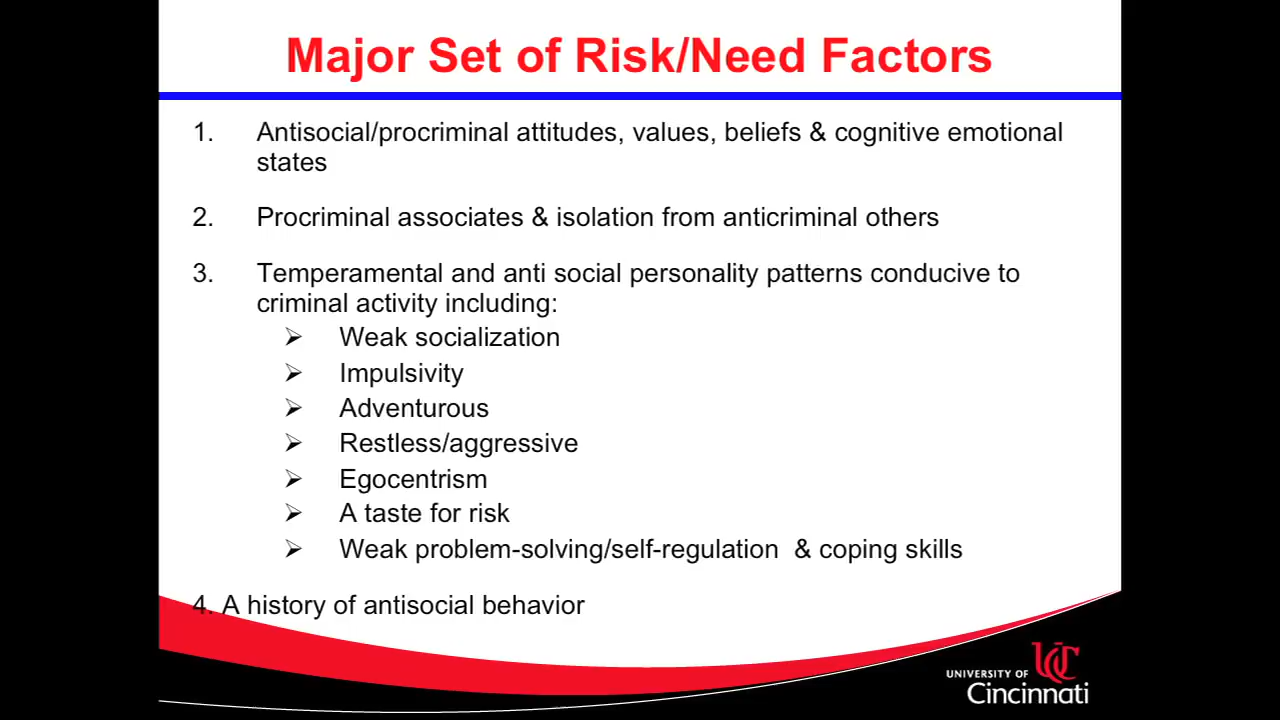 Major Set of Risk/Need Factors
1. Antisocial/procriminal attitudes, values, beliefs & cognitive emotional
states
2. Procriminal associates & isolation from anticriminal others
3. Temperamental and anti social personality patterns conducive to
criminal activity including:
➢ Weak socialization
➢ Impulsivity
➢ Adventurous
➢ Restless/aggressive
➢ Egocentrism
➢ A taste for risk
➢ Weak problem-solving/self-regulation & coping skills
4. A history of antisocial behavior
UC
UNIVERSITY OF
Cincinnati